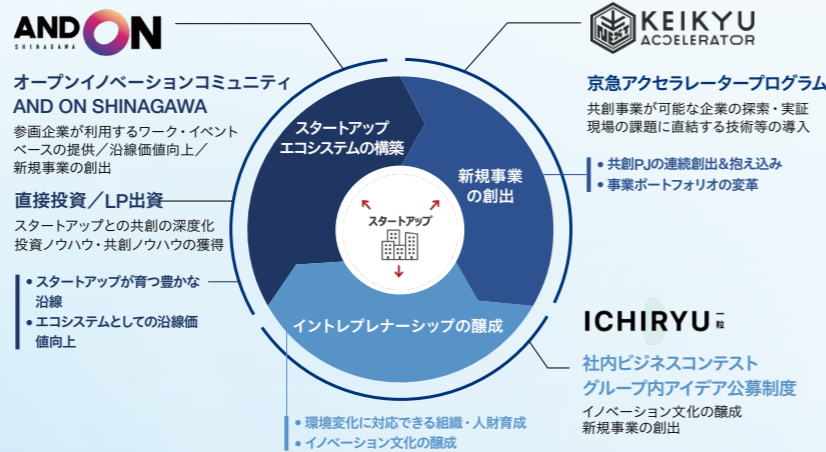 AND ON
SHINAGAWA
オープンイノベーションコミュニティ
AND ON SHINAGAWA
参画企業が利用するワーク・イベント
ベースの提供／沿線価値向上／
新規事業の創出
直接投資／LP出資
スタートアップとの共創の深度化
投資ノウハウ・共創ノウハウの獲得
• スタートアップが育つ豊かな
沿線
• エコシステムとしての沿線価
値向上
スタートアップ
エコシステムの構築
新規事業
の創出
スタートアップ
イントレプレナーシップの醸成
• 環境変化に対応できる組織・人財育成
• イノベーション文化の醸成
NEST
KEIKYU
ACCELERATOR
京急アクセラレータープログラム
共創事業が可能な企業の探索・実証
現場の課題に直結する技術等の導入
• 共創PJの連続創出&抱え込み
• 事業ポートフォリオの変革
ICHIRYU 一粒
社内ビジネスコンテスト
グループ内アイデア公募制度
イノベーション文化の醸成
新規事業の創出